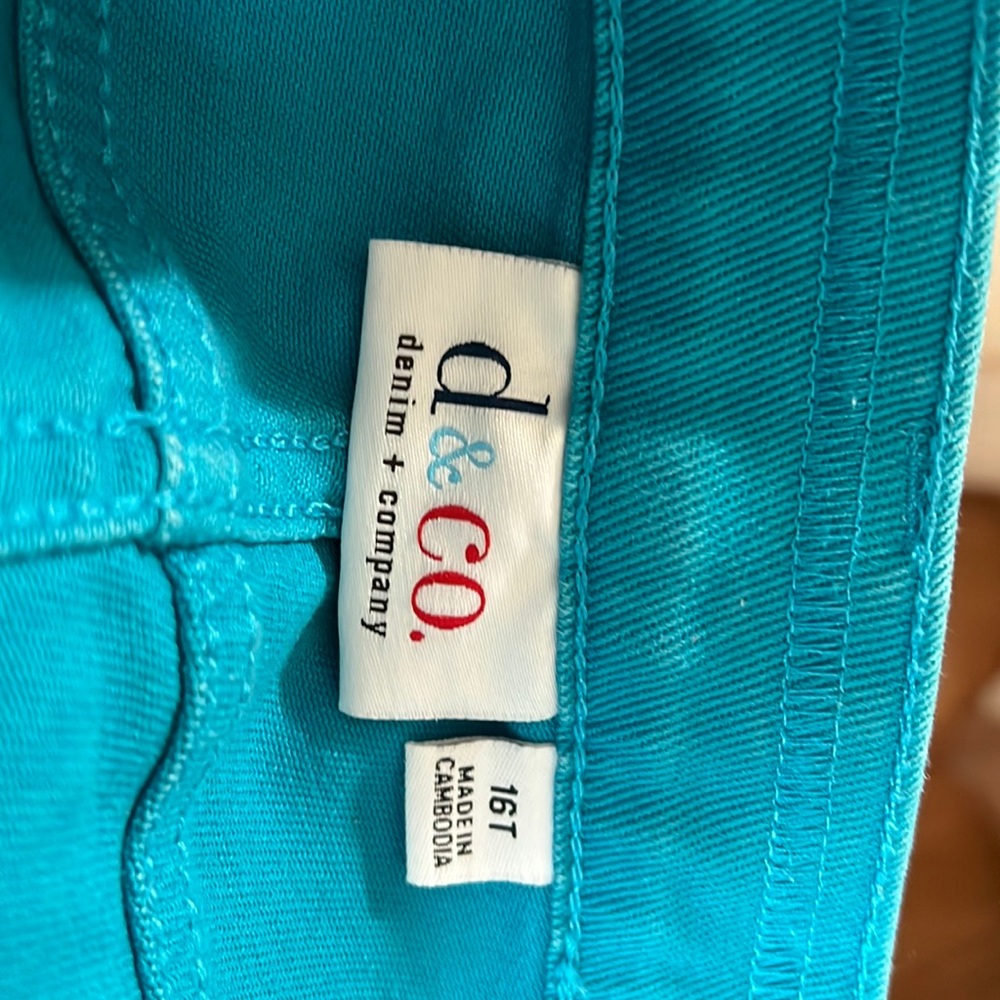 d & co.
denim + company
16T
MADE IN
CAMBODIA